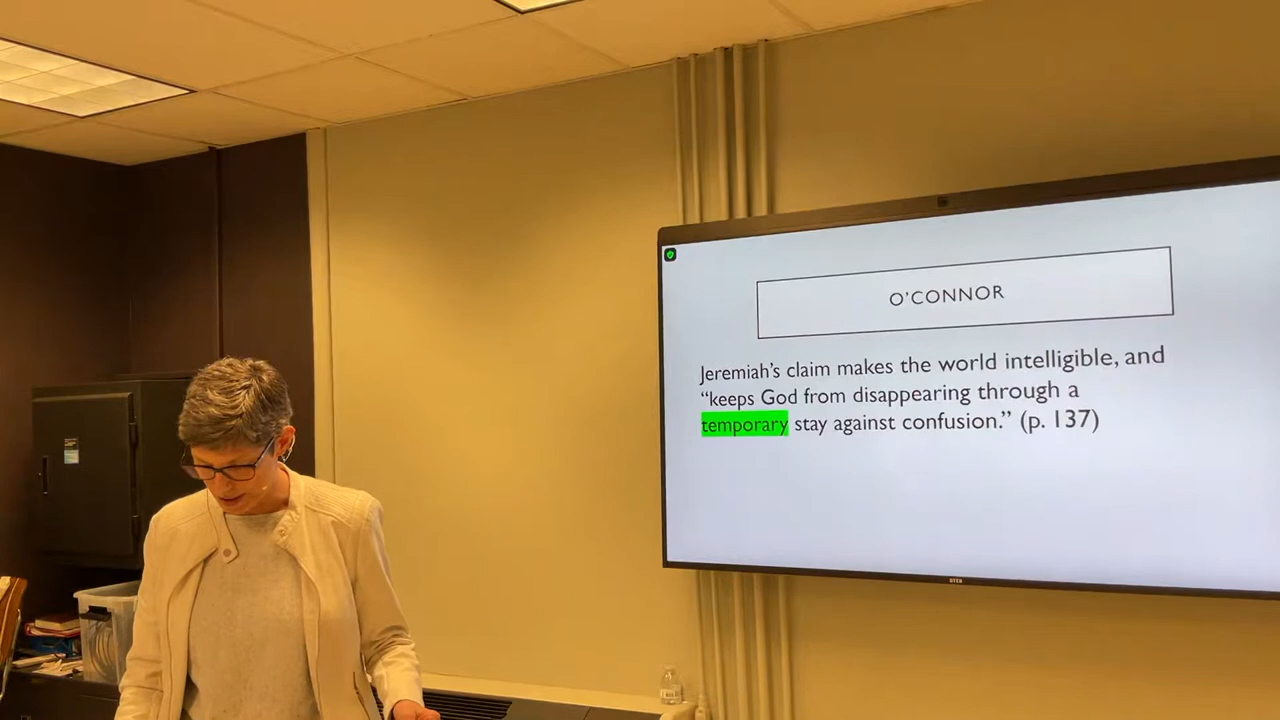 O'CONNOR
Jeremiah's claim makes the world intelligible, and
“keeps God from disappearing through a
temporary stay against confusion.” (p. 137)